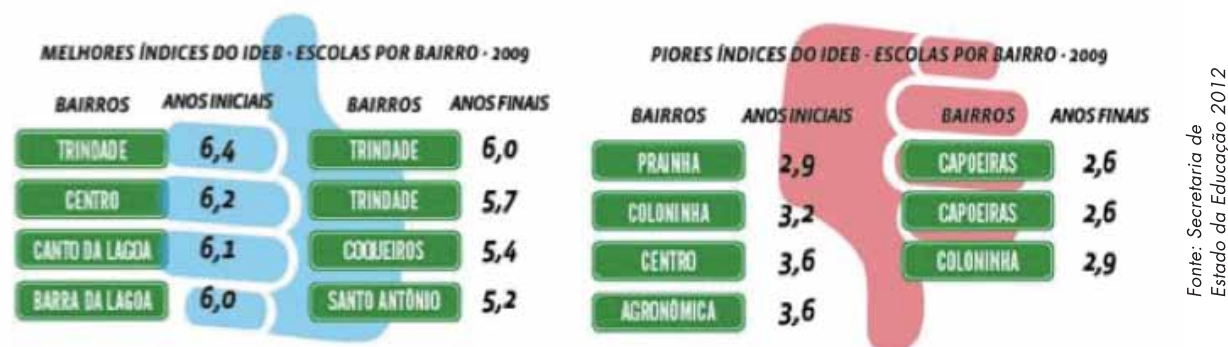 MELHORES ÍNDICES DO IDEB - ESCOLAS POR BAIRRO - 2009
BAIRROS ANOS INICIAIS BAIRROS ANOS FINAIS
TRINDADE 6,4 TRINDADE 6,0
CENTRO 6,2 TRINDADE 5,7
CANTO DA LAGOA 6,1 COQUEIROS 5,4
BARRA DA LAGOA 6,0 SANTO ANTÔNIO 5,2
PIORES ÍNDICES DO IDEB - ESCOLAS POR BAIRRO - 2009
BAIRROS ANOS INICIAIS BAIRROS ANOS FINAIS
PRAINHA 2,9 CAPOEIRAS 2,6
COLONINHA 3,2 CAPOEIRAS 2,6
CENTRO 3,6 COLONINHA 2,9
AGRONÔMICA 3,6
Fonte: Secretaria de
Estado da Educação 2012